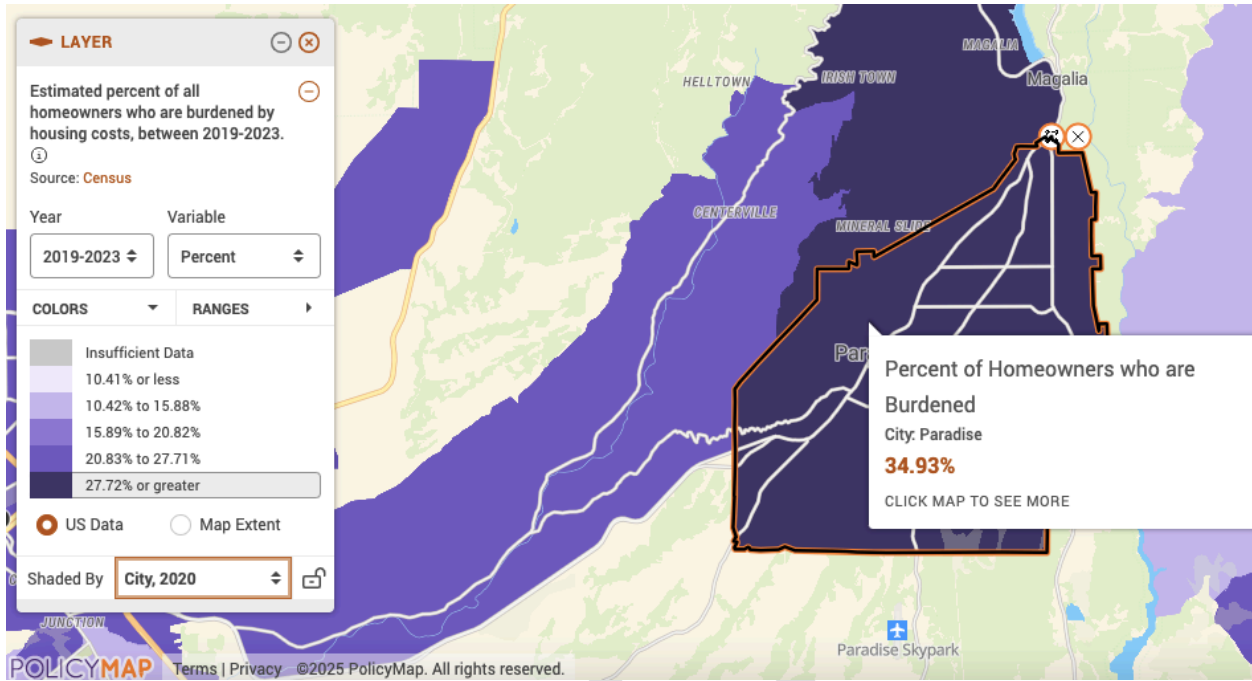 LAYER
Estimated percent of all
homeowners who are burdened by
housing costs, between 2019-2023.
Source: Census
Year
Variable
2019-2023
Percent
COLORS
RANGES
Insufficient Data
10.41% or less
10.42% to 15.88%
15.89% to 20.82%
20.83% to 27.71%
27.72% or greater
US Data
Map Extent
Shaded By
City, 2020
JUNCTION
POLICYMAP
Terms | Privacy ©2025 PolicyMap. All rights reserved.
MAGALIA
Magalia
HELLTOWN
IRISH TOWN
CENTERVILLE
MINERAL SLIDE
Par
Percent of Homeowners who are
Burdened
City: Paradise
34.93%
CLICK MAP TO SEE MORE
Paradise Skypark